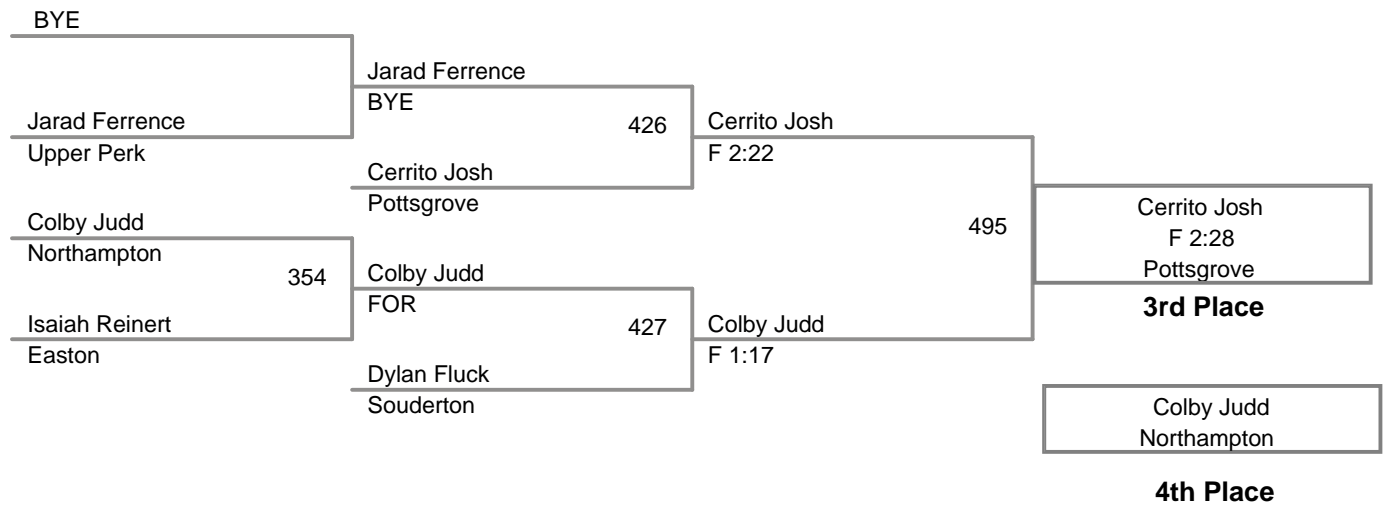 BYE
Jarad Ferrence
BYE
Jarad Ferrence
Upper Perk
426
Cerrito Josh
F 2:22
Cerrito Josh
Pottsgrove
Colby Judd
Northampton
354
Colby Judd
FOR
Isaiah Reinert
Easton
427
Colby Judd
F 1:17
Dylan Fluck
Souderton
495
Cerrito Josh
F 2:28
Pottsgrove
3rd Place
Colby Judd
Northampton
4th Place